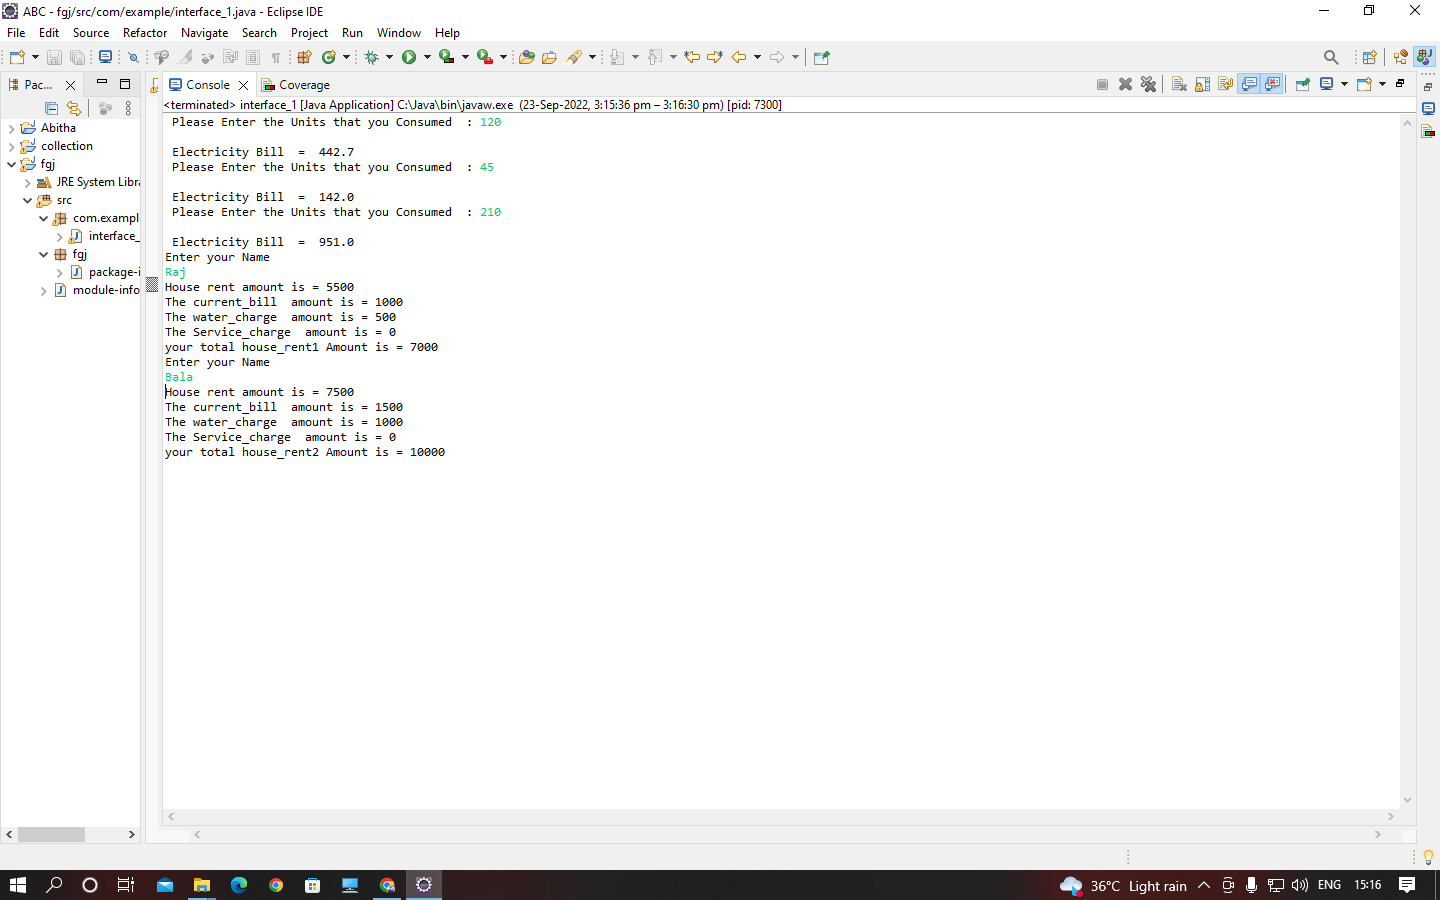 ABC - fgj/src/com/example/interface_1.java - Eclipse IDE
File Edit Source Refactor Navigate Search Project Run Window Help
Pac...
Console
Coverage
<terminated> interface_1 [Java Application] C:\Java\bin\javaw.exe (23-Sep-2022, 3:15:36 pm – 3:16:30 pm) [pid: 7300]
Abitha
collection
fgj
JRE System Libra
src
com.exampl
interface_
fgj
package-i
module-info
Please Enter the Units that you Consumed  : 120
Electricity Bill  =  442.7
Please Enter the Units that you Consumed  : 45
Electricity Bill  =  142.0
Please Enter the Units that you Consumed  : 210
Electricity Bill  =  951.0
Enter your Name
Raj
House rent amount is = 5500
The current_bill  amount is = 1000
The water_charge  amount is = 500
The Service_charge  amount is = 0
your total house_rent1 Amount is = 7000
Enter your Name
Bala
House rent amount is = 7500
The current_bill  amount is = 1500
The water_charge  amount is = 1000
The Service_charge  amount is = 0
your total house_rent2 Amount is = 10000
36°C Light rain
ENG
15:16